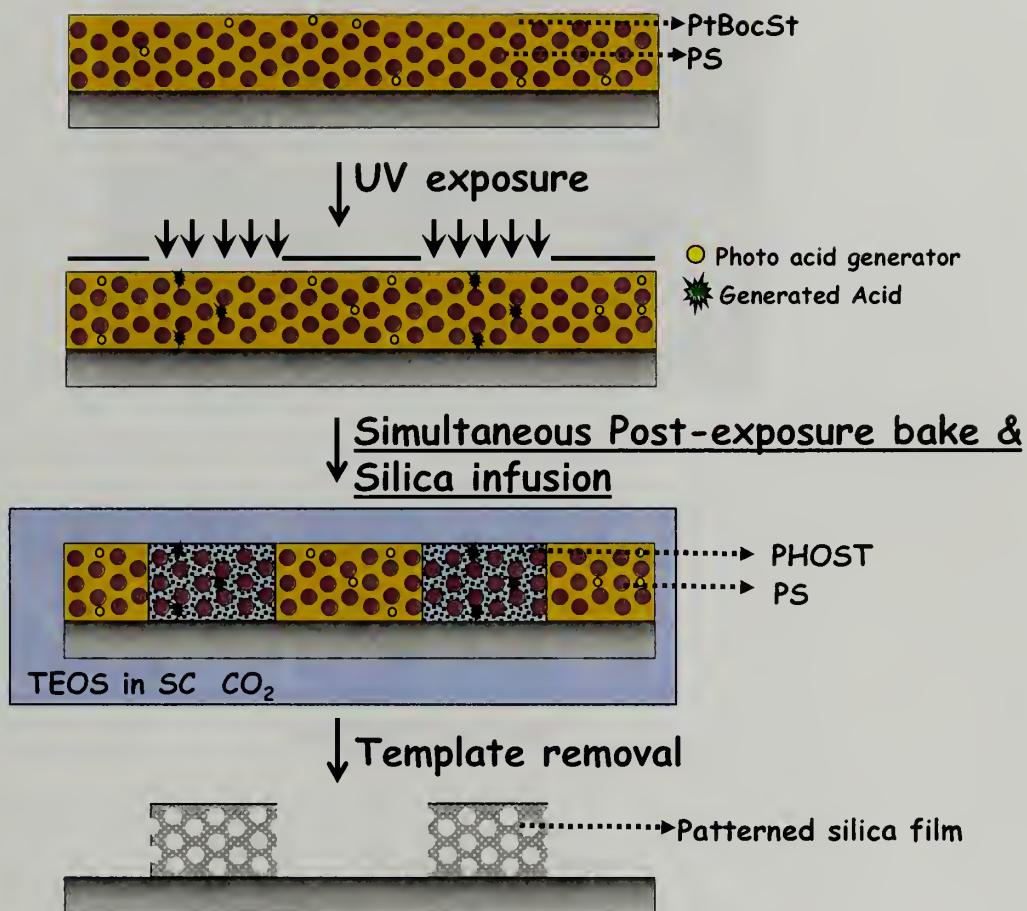 PtBocSt
PS
UV exposure
Photo acid generator
Generated Acid
Simultaneous Post-exposure bake &
Silica infusion
PHOST
PS
TEOS in SC CO₂
Template removal
Patterned silica film